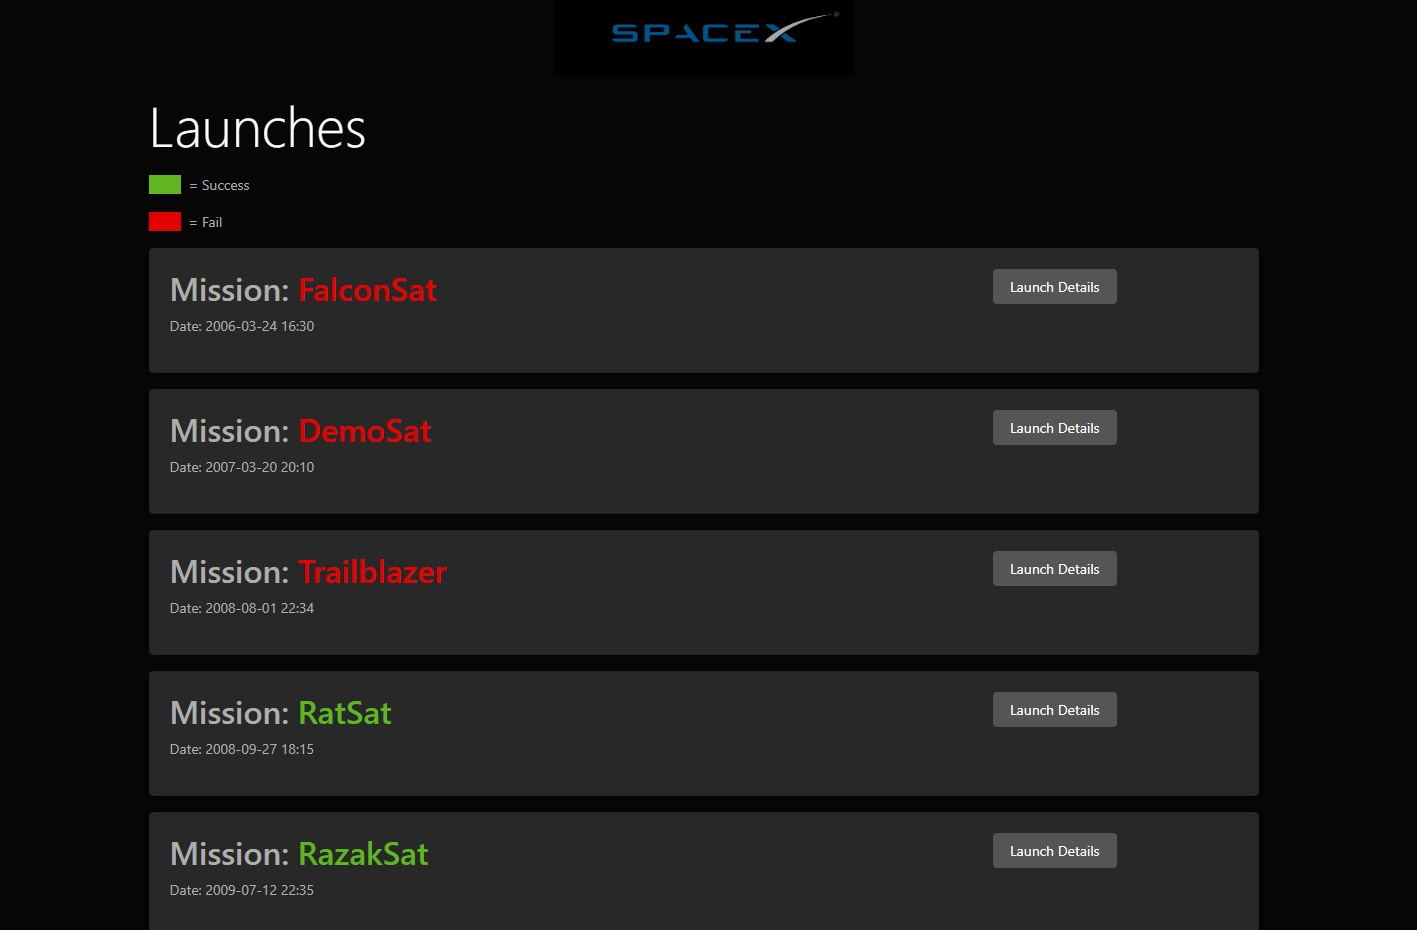 SPACEX
Launches
= Success
= Fail
Mission: FalconSat
Launch Details
Date: 2006-03-24 16:30
Mission: DemoSat
Launch Details
Date: 2007-03-20 20:10
Mission: Trailblazer
Launch Details
Date: 2008-08-01 22:34
Mission: RatSat
Launch Details
Date: 2008-09-27 18:15
Mission: RazakSat
Launch Details
Date: 2009-07-12 22:35